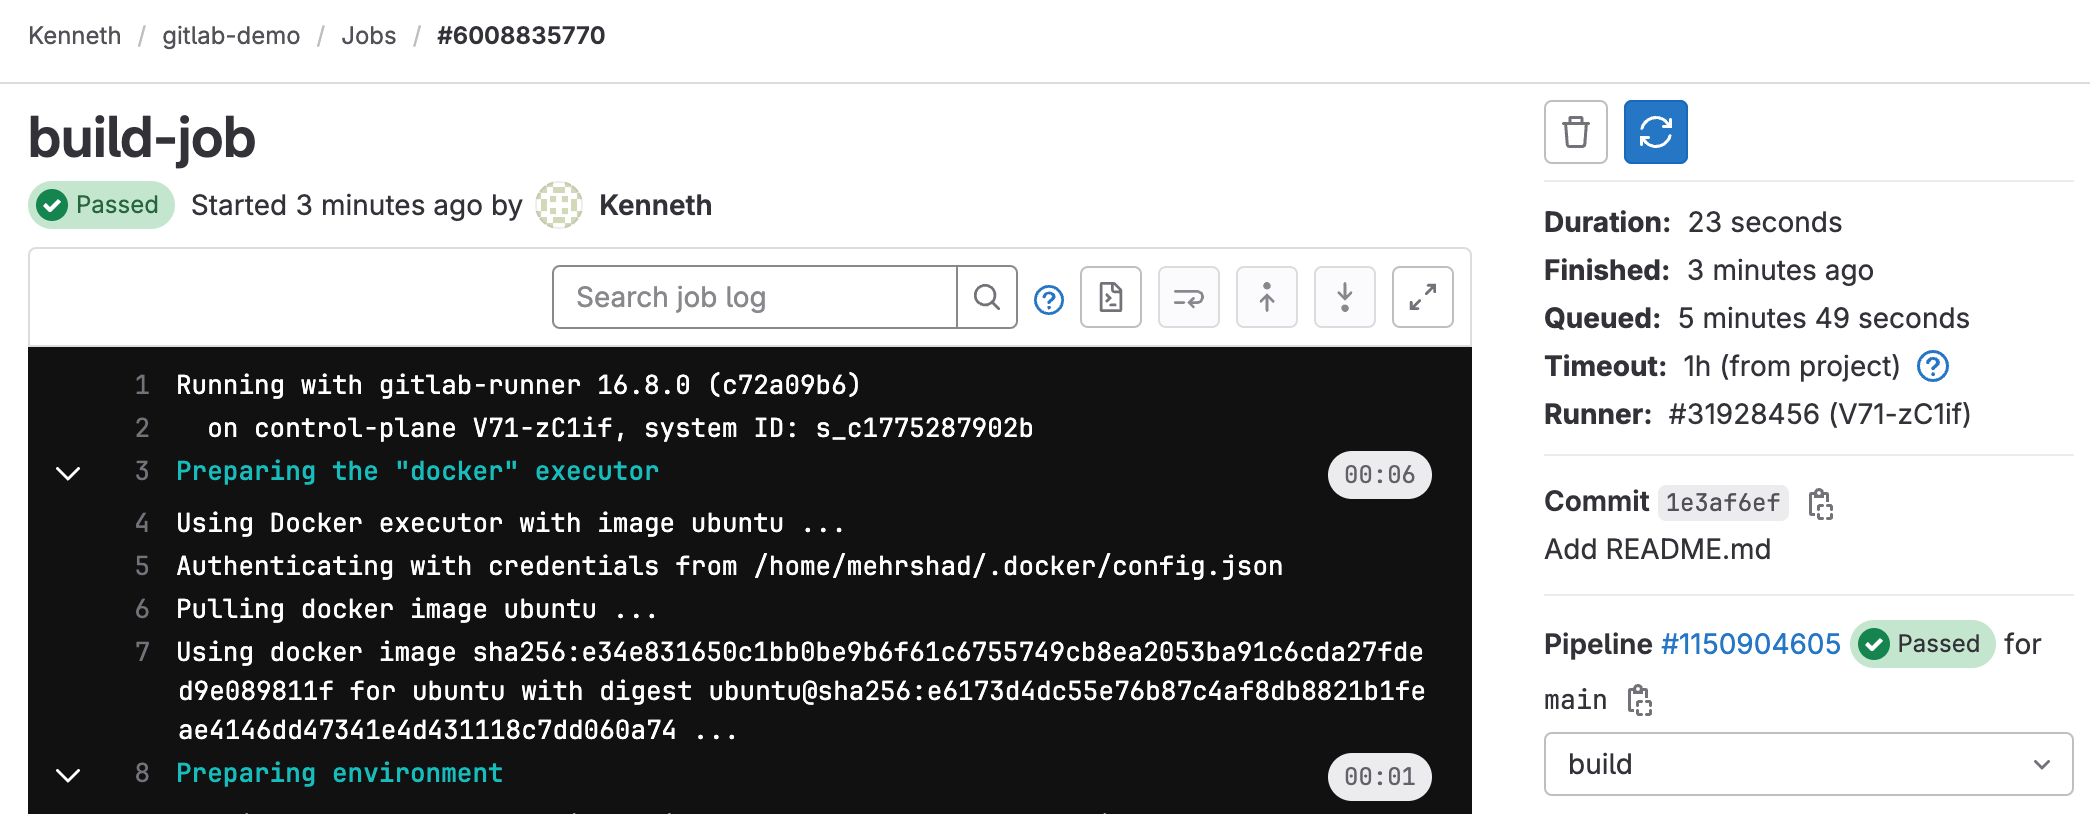 Kenneth / gitlab-demo / Jobs / #6008835770
build-job
Passed Started 3 minutes ago by Kenneth
Search job log
1 Running with gitlab-runner 16.8.0 (c72a09b6)
2 on control-plane V71-zC1if, system ID: s_c1775287902b
3 Preparing the "docker" executor 00:06
4 Using Docker executor with image ubuntu ...
5 Authenticating with credentials from /home/mehrshad/.docker/config.json
6 Pulling docker image ubuntu ...
7 Using docker image sha256:e34e831650c1bb0be9b6f61c6755749cb8ea2053ba91c6cda27fde
d9e089811f for ubuntu with digest ubuntu@sha256:e6173d4dc55e76b87c4af8db8821b1fe
ae4146dd47341e4d431118c7dd060a74 ...
8 Preparing environment 00:01
Duration: 23 seconds
Finished: 3 minutes ago
Queued: 5 minutes 49 seconds
Timeout: 1h (from project)
Runner: #31928456 (V71-zC1if)
Commit 1e3af6ef
Add README.md
Pipeline #1150904605 Passed for
main
build